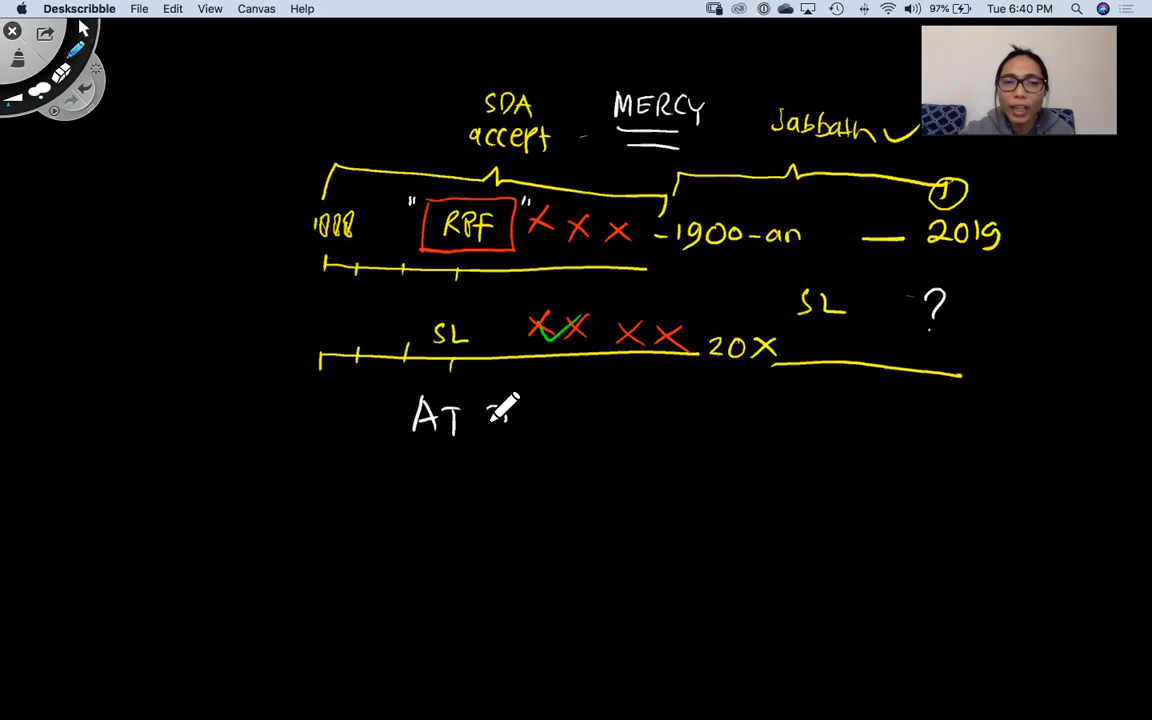 Deskscribble File Edit View Canvas Window Help 97% Tue 6:40 PM
SDA MERCY
accept - Sabbath ✓
1888 "RPF" X X X -1900-an — 2019
①
SL X X X X 20X SL ?
AT